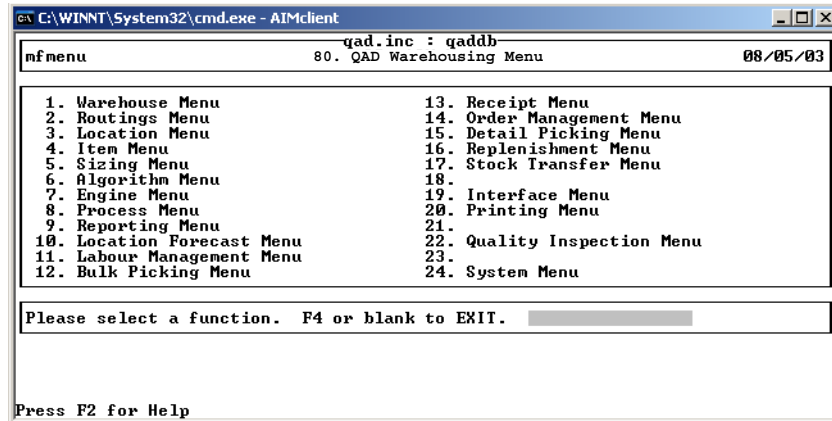 C:\WINNT\System32\cmd.exe - AIMclient
qad.inc : qaddb
mfmenu 80. QAD Warehousing Menu 08/05/03
1. Warehouse Menu 13. Receipt Menu
2. Routings Menu 14. Order Management Menu
3. Location Menu 15. Detail Picking Menu
4. Item Menu 16. Replenishment Menu
5. Sizing Menu 17. Stock Transfer Menu
6. Algorithm Menu 18.
7. Engine Menu 19. Interface Menu
8. Process Menu 20. Printing Menu
9. Reporting Menu 21.
10. Location Forecast Menu 22. Quality Inspection Menu
11. Labour Management Menu 23.
12. Bulk Picking Menu 24. System Menu
Please select a function. F4 or blank to EXIT.
Press F2 for Help